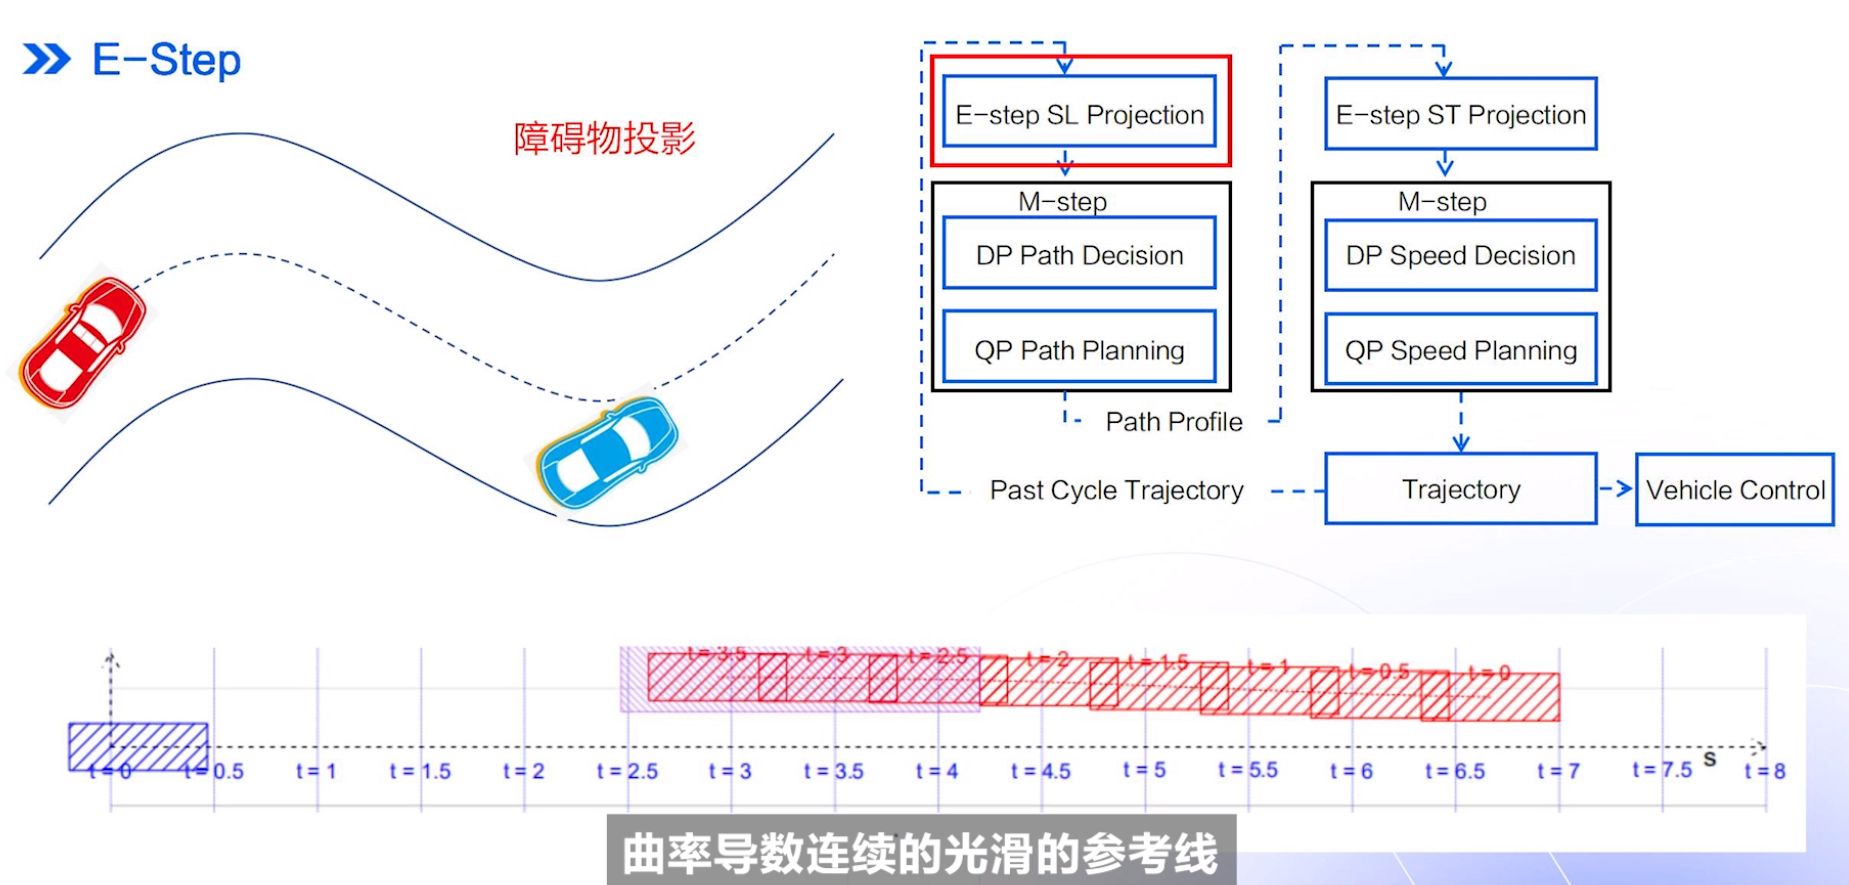 E-Step
障碍物投影
E-step SL Projection
M-step
DP Path Decision
QP Path Planning
Path Profile
Past Cycle Trajectory
E-step ST Projection
M-step
DP Speed Decision
QP Speed Planning
Trajectory
Vehicle Control
t=3.5 t=3 t=2.5 t=2 t=1.5 t=1 t=0.5 t=0
s
t=0 t=0.5 t=1 t=1.5 t=2 t=2.5 t=3 t=3.5 t=4 t=4.5 t=5 t=5.5 t=6 t=6.5 t=7 t=7.5 t=8
曲率导数连续的光滑的参考线